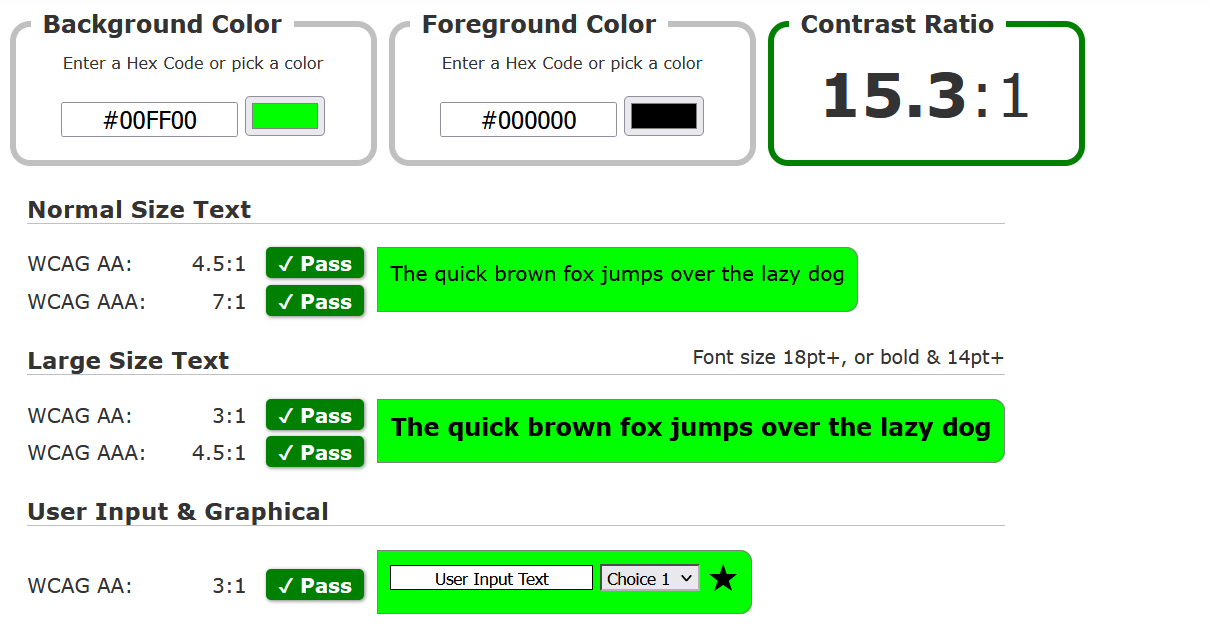 Background Color Foreground Color Contrast Ratio
Enter a Hex Code or pick a color Enter a Hex Code or pick a color
#00FF00 #000000 15.3:1
Normal Size Text
WCAG AA: 4.5:1 ✓ Pass The quick brown fox jumps over the lazy dog
WCAG AAA: 7:1 ✓ Pass
Large Size Text Font size 18pt+, or bold & 14pt+
WCAG AA: 3:1 ✓ Pass The quick brown fox jumps over the lazy dog
WCAG AAA: 4.5:1 ✓ Pass
User Input & Graphical
WCAG AA: 3:1 ✓ Pass User Input Text Choice 1 ★